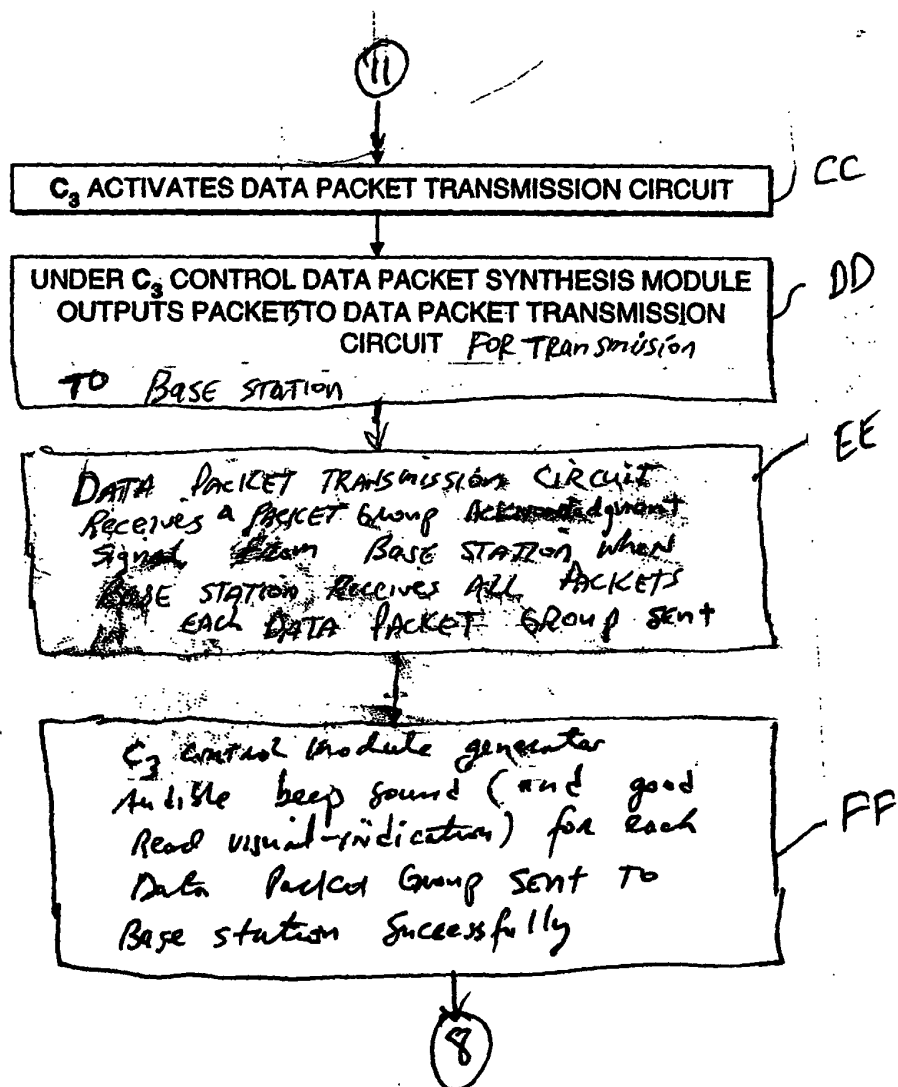 11
C₃ ACTIVATES DATA PACKET TRANSMISSION CIRCUIT
CC
UNDER C₃ CONTROL DATA PACKET SYNTHESIS MODULE
OUTPUTS PACKETS TO DATA PACKET TRANSMISSION
CIRCUIT FOR TRANSMISION
TO BASE STATION
DD
DATA PACKET TRANSMISSION CIRCUIT
Receives a PACKET Group Acknowledgment
Signal From BASE STATION when
BASE STATION Receives ALL PACKETS
EACH DATA PACKET GROUP Sent
EE
C₃ control module generator
Audible beep sound (and good
Read visual-indication) for each
Data Packet Group Sent To
Base station Successfully
FF
8